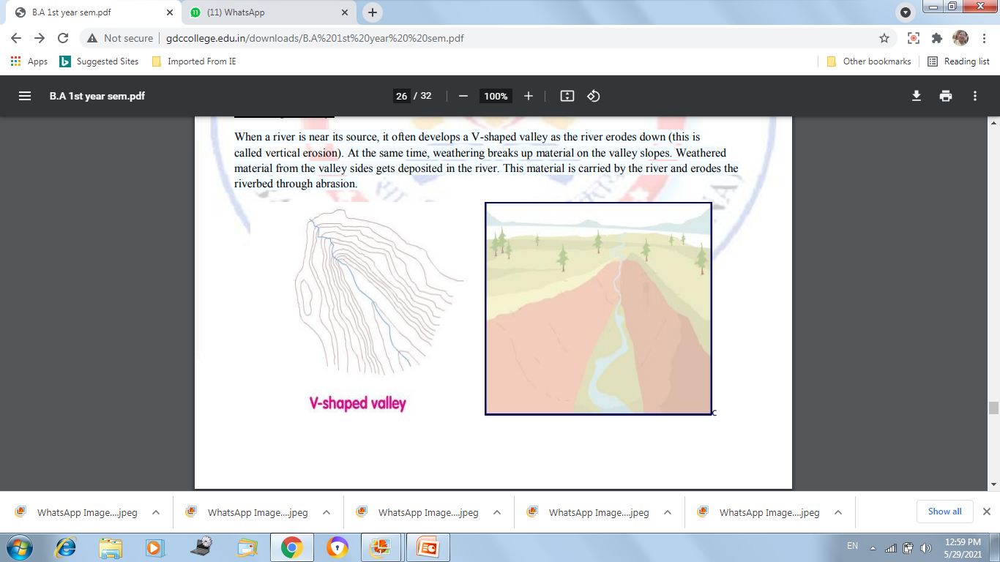 B.A 1st year sem.pdf
(11) WhatsApp
Not secure
gdccollege.edu.in/downloads/B.A%201st%20year%20%20sem.pdf
Apps
Suggested Sites
Imported From IE
Other bookmarks
Reading list
B.A 1st year sem.pdf
26 / 32
100%
When a river is near its source, it often develops a V-shaped valley as the river erodes down (this is
called vertical erosion). At the same time, weathering breaks up material on the valley slopes. Weathered
material from the valley sides gets deposited in the river. This material is carried by the river and erodes the
riverbed through abrasion.
V-shaped valley
c
WhatsApp Image....jpeg
WhatsApp Image....jpeg
WhatsApp Image....jpeg
WhatsApp Image....jpeg
WhatsApp Image....jpeg
Show all
EN
12:59 PM
5/29/2021